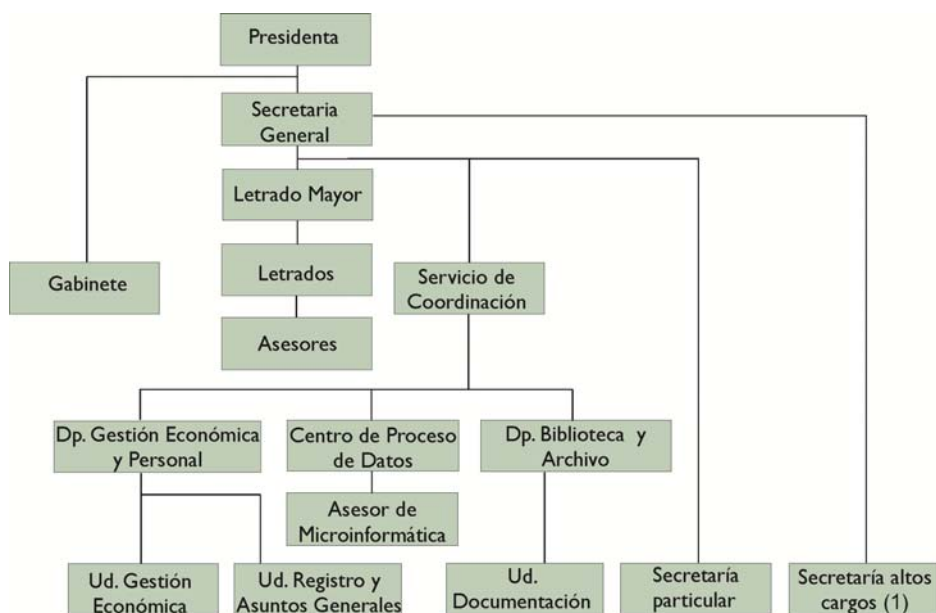 Presidenta
Secretaria
General
Letrado Mayor
Gabinete
Letrados
Servicio de
Coordinación
Asesores
Dp. Gestión Económica
y Personal
Centro de Proceso
de Datos
Dp. Biblioteca y
Archivo
Asesor de
Microinformática
Ud. Gestión
Económica
Ud. Registro y
Asuntos Generales
Ud.
Documentación
Secretaría
particular
Secretaría altos
cargos (1)